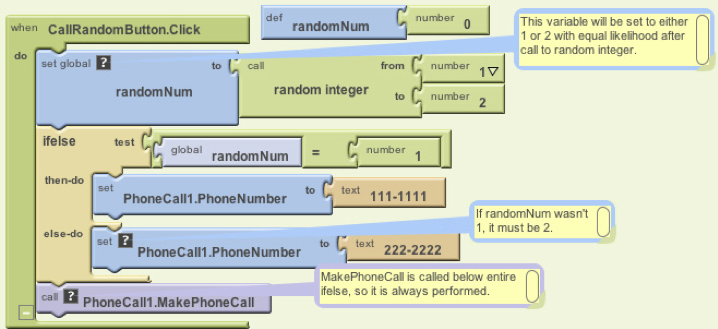 def randomNum number 0
when CallRandomButton.Click
This variable will be set to either
1 or 2 with equal likelihood after
call to random integer.
do
set global ? randomNum to
call random integer
from number 1
to number 2
ifelse test
global randomNum = number 1
then-do
set PhoneCall1.PhoneNumber to text 111-1111
If randomNum wasn't
1, it must be 2.
else-do
set ? PhoneCall1.PhoneNumber to text 222-2222
MakePhoneCall is called below entire
ifelse, so it is always performed.
call ? PhoneCall1.MakePhoneCall